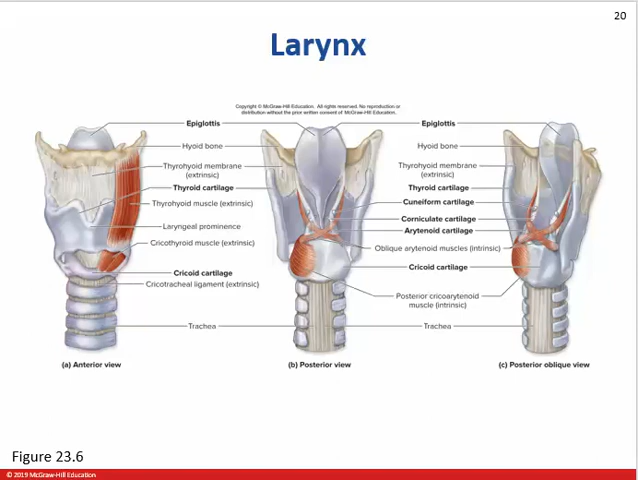 20
Larynx
Copyright © McGraw-Hill Education. All rights reserved. No reproduction or
distribution without the prior written consent of McGraw-Hill Education.
Epiglottis
Hyoid bone
Thyrohyoid membrane
(extrinsic)
Thyroid cartilage
Thyrohyoid muscle (extrinsic)
Laryngeal prominence
Cricothyroid muscle (extrinsic)
Cricoid cartilage
Cricotracheal ligament (extrinsic)
Trachea
Epiglottis
Hyoid bone
Thyrohyoid membrane
(extrinsic)
Thyroid cartilage
Cuneiform cartilage
Corniculate cartilage
Arytenoid cartilage
Oblique arytenoid muscles (intrinsic)
Cricoid cartilage
Posterior cricoarytenoid
muscle (intrinsic)
Trachea
(a) Anterior view
(b) Posterior view
(c) Posterior oblique view
Figure 23.6
© 2019 McGraw-Hill Education